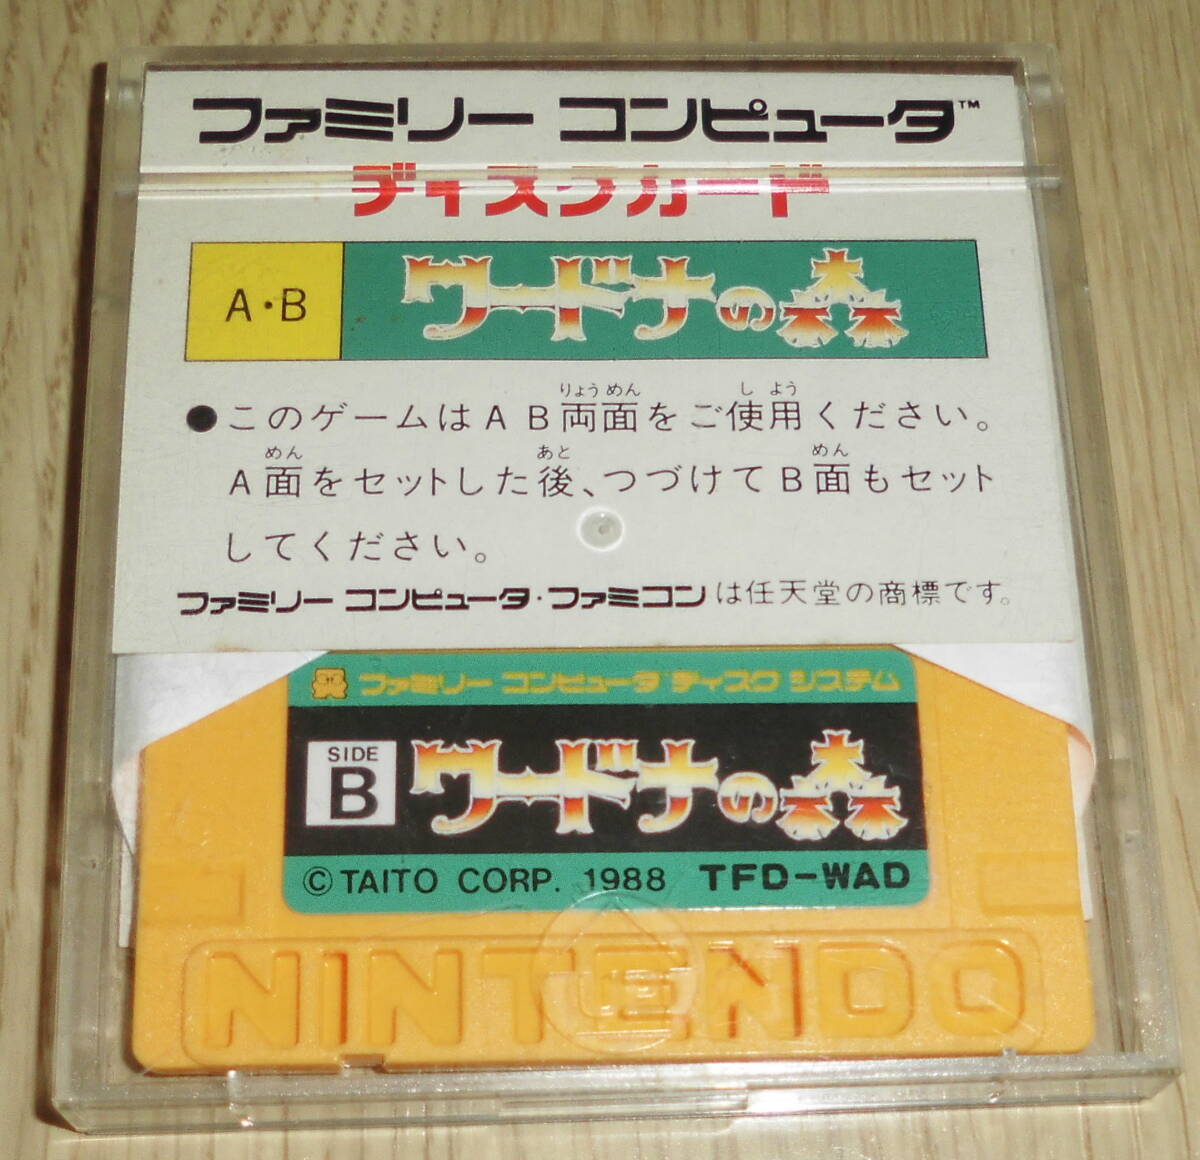 ファミリー コンピュータ™
ディスクカード
A・B ワードナの森
りょうめん しよう
●このゲームはAB両面をご使用ください。
めん あと めん
A面をセットした後、つづけてB面もセット
してください。
ファミリー コンピュータ・ファミコンは任天堂の商標です。
ファミリー コンピュータ ディスク システム
SIDE
B ワードナの森
©TAITO CORP. 1988 TFD-WAD
NINTENDO